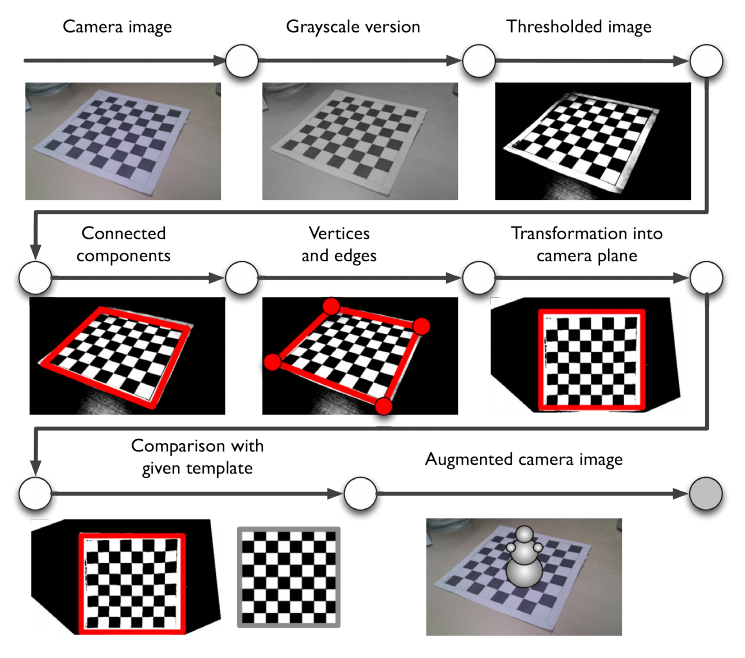 Camera image
Grayscale version
Thresholded image
Connected
components
Vertices
and edges
Transformation into
camera plane
Comparison with
given template
Augmented camera image